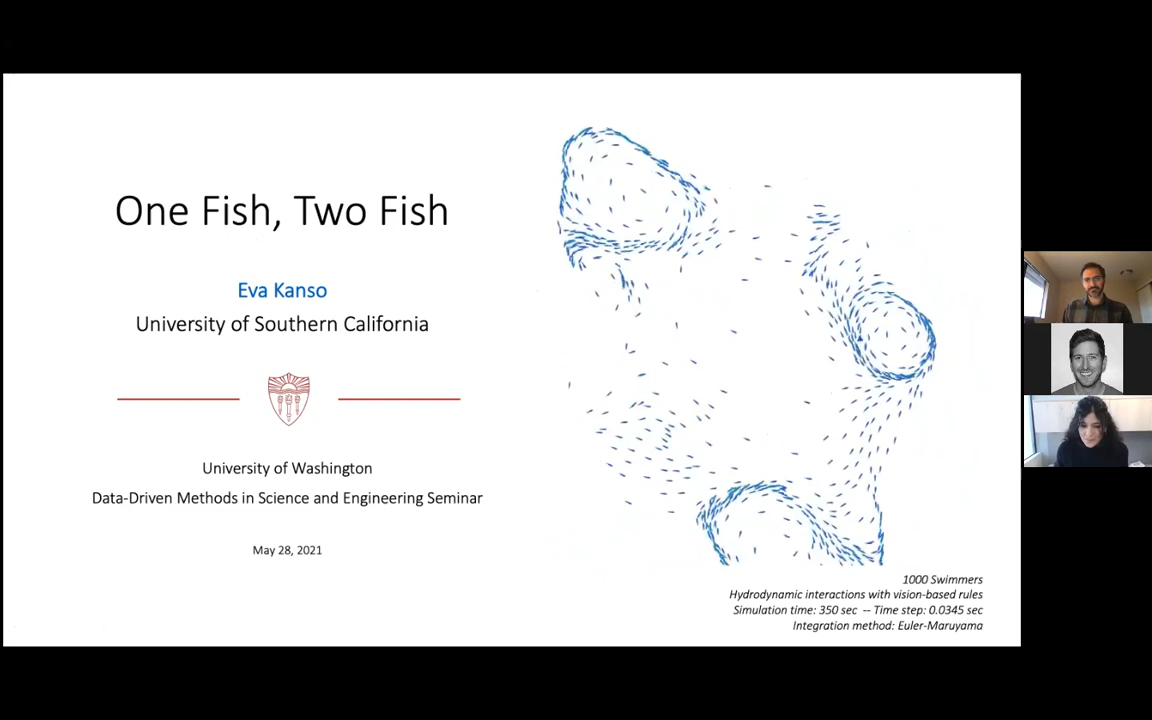 One Fish, Two Fish
Eva Kanso
University of Southern California
University of Washington
Data-Driven Methods in Science and Engineering Seminar
May 28, 2021
1000 Swimmers
Hydrodynamic interactions with vision-based rules
Simulation time: 350 sec -- Time step: 0.0345 sec
Integration method: Euler-Maruyama